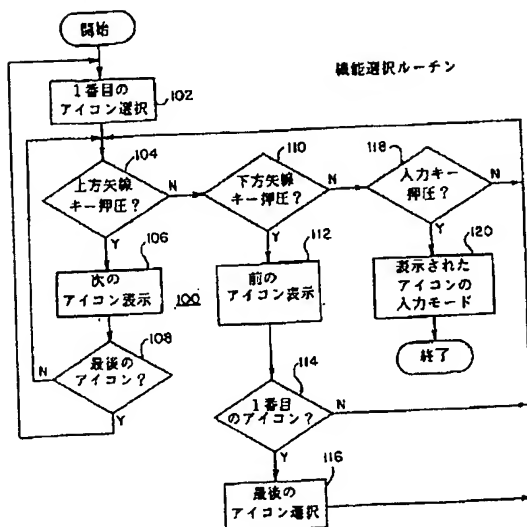 開始
機能選択ルーチン
1番目の
アイコン選択
102
104
上方矢線
キー押圧?
N
Y
110
下方矢線
キー押圧?
N
Y
118
入力キー
押圧?
N
Y
106
次の
アイコン表示
100
112
前の
アイコン表示
120
表示された
アイコンの
入力モード
終了
108
最後の
アイコン?
N
Y
114
1番目
のアイコン?
N
Y
116
最後の
アイコン選択